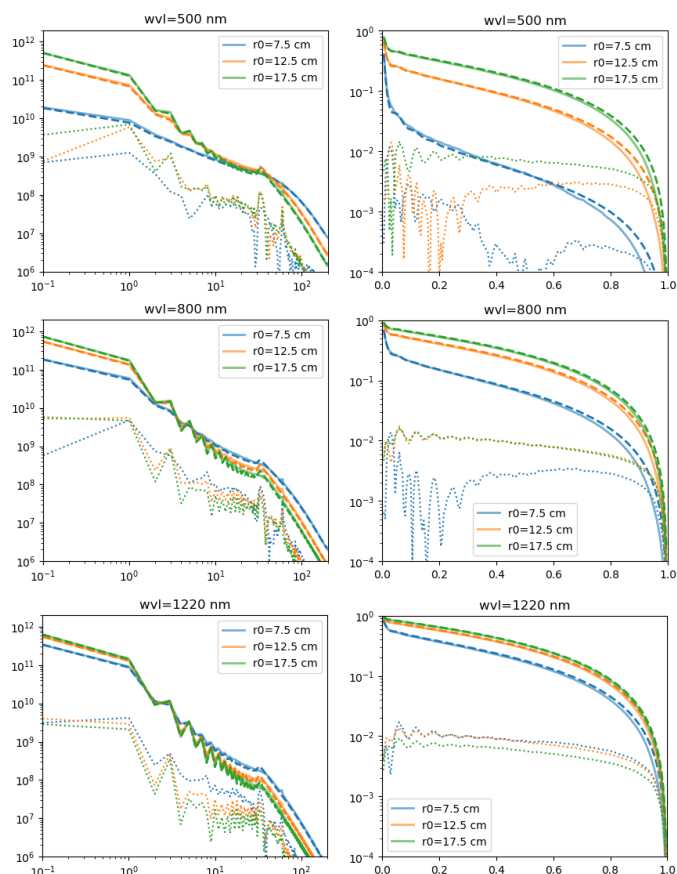 wvl=500 nm
10¹²
10¹¹
10¹⁰
10⁹
10⁸
10⁷
10⁶
10⁻¹ 10⁰ 10¹ 10²
r0=7.5 cm
r0=12.5 cm
r0=17.5 cm
wvl=500 nm
10⁰
10⁻¹
10⁻²
10⁻³
10⁻⁴
0.0 0.2 0.4 0.6 0.8 1.0
r0=7.5 cm
r0=12.5 cm
r0=17.5 cm
wvl=800 nm
10¹²
10¹¹
10¹⁰
10⁹
10⁸
10⁷
10⁶
10⁻¹ 10⁰ 10¹ 10²
r0=7.5 cm
r0=12.5 cm
r0=17.5 cm
wvl=800 nm
10⁰
10⁻¹
10⁻²
10⁻³
10⁻⁴
0.0 0.2 0.4 0.6 0.8 1.0
r0=7.5 cm
r0=12.5 cm
r0=17.5 cm
wvl=1220 nm
10¹²
10¹¹
10¹⁰
10⁹
10⁸
10⁷
10⁶
10⁻¹ 10⁰ 10¹ 10²
r0=7.5 cm
r0=12.5 cm
r0=17.5 cm
wvl=1220 nm
10⁰
10⁻¹
10⁻²
10⁻³
10⁻⁴
0.0 0.2 0.4 0.6 0.8 1.0
r0=7.5 cm
r0=12.5 cm
r0=17.5 cm